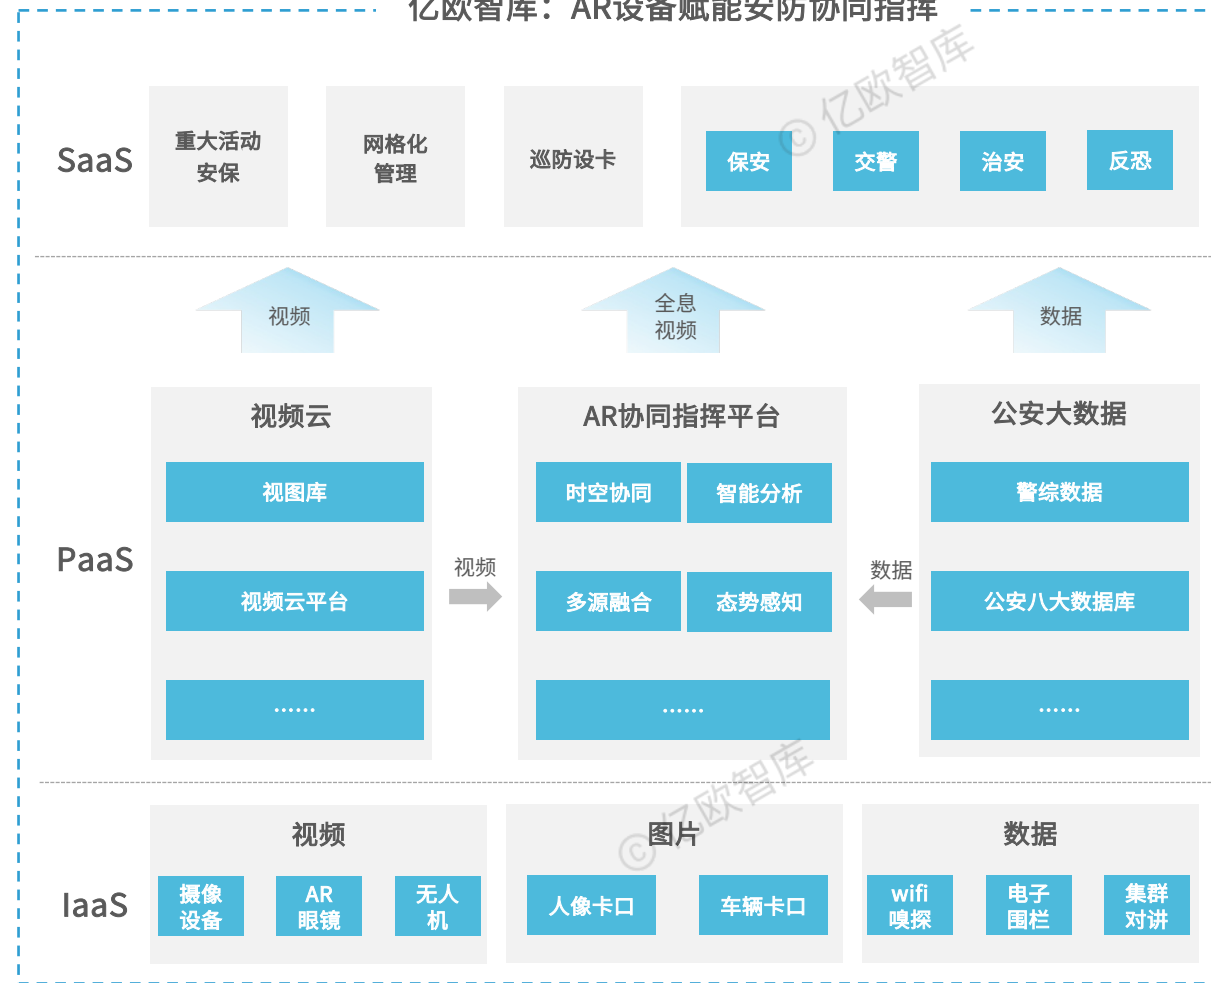 亿欧智库：AR设备赋能安防协同指挥
© 亿欧智库
SaaS
重大活动
安保
网格化
管理
巡防设卡
保安
交警
治安
反恐
视频
全息
视频
数据
PaaS
视频云
视图库
视频云平台
······
视频
AR协同指挥平台
时空协同
智能分析
多源融合
态势感知
······
数据
公安大数据
警综数据
公安八大数据库
······
© 亿欧智库
IaaS
视频
摄像
设备
AR
眼镜
无人
机
图片
人像卡口
车辆卡口
数据
wifi
嗅探
电子
围栏
集群
对讲